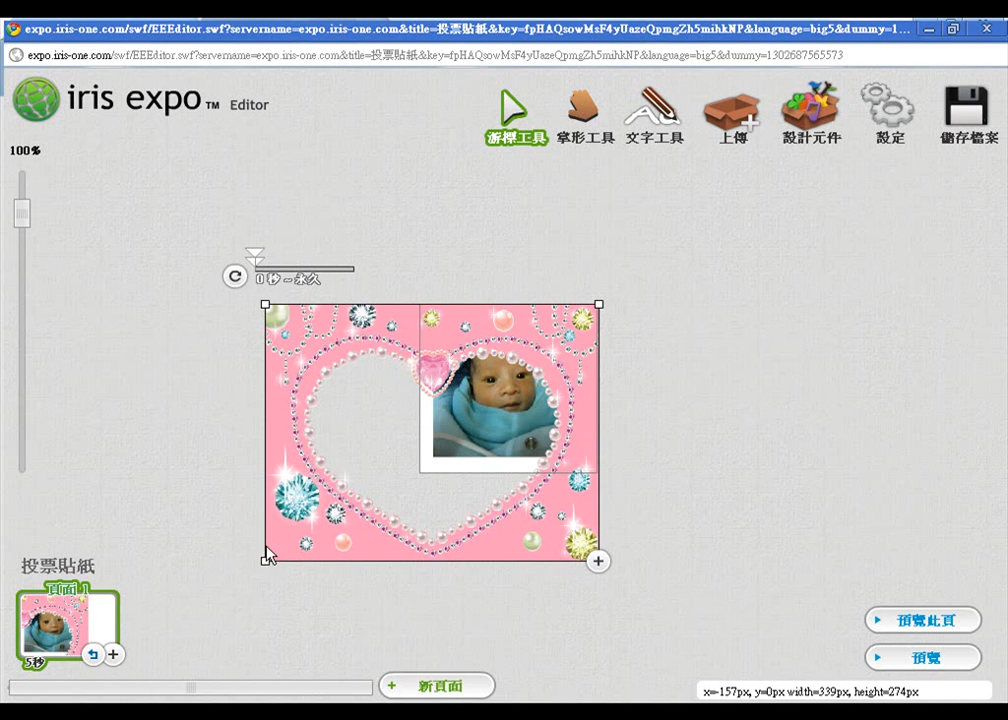 expo.iris-one.com/swf/EEEditor.swf?servername=expo.iris-one.com&title=投票貼紙&key=fpHAQsowMsF4yUazeQpmgZh5mihkNP&language=big5&dummy=1...
expo.iris-one.com/swf/EEEditor.swf?servername=expo.iris-one.com&title=投票貼紙&key=fpHAQsowMsF4yUazeQpmgZh5mihkNP&language=big5&dummy=1302687565573
iris expo TM Editor
游標工具 掌形工具 文字工具 上傳 設計元件 設定 儲存檔案
100%
0 秒 ~ 永久
投票貼紙
頁面 1
5秒
預覽此頁
預覽
+ 新頁面
x=-157px, y=0px width=339px, height=274px